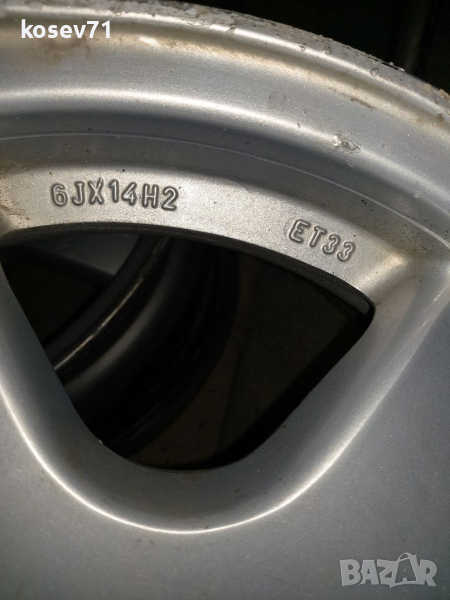 kosev71
6JX14H2
ET33
BAZAR